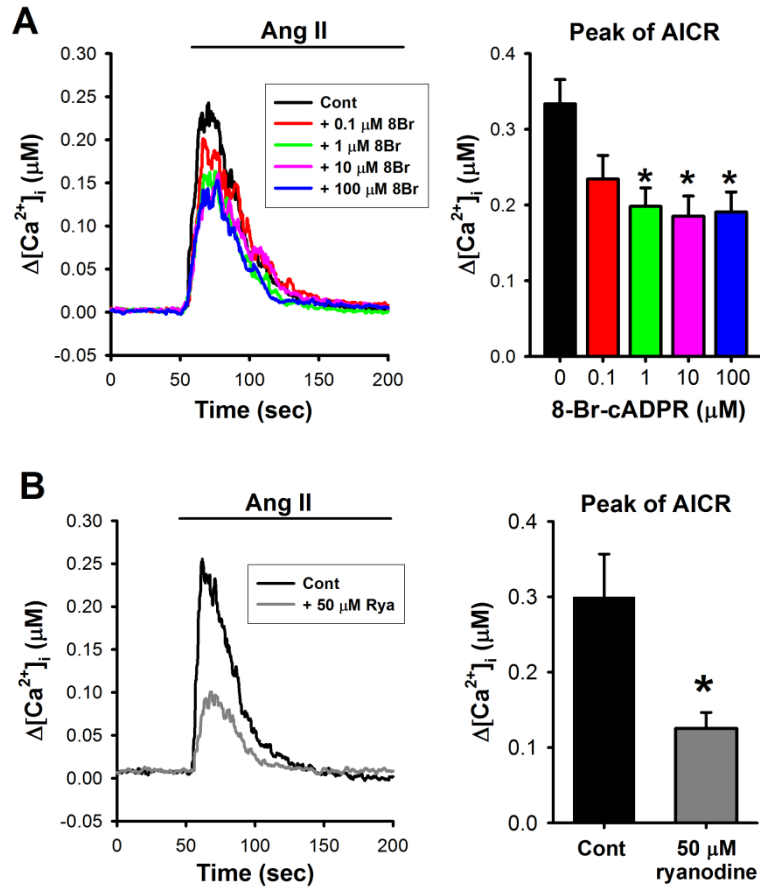 A
Ang II
Δ[Ca²⁺]ᵢ (μM)
0.30
0.25
0.20
0.15
0.10
0.05
0.00
-0.05
0
50
100
150
200
Time (sec)
Cont
+ 0.1 μM 8Br
+ 1 μM 8Br
+ 10 μM 8Br
+ 100 μM 8Br
Peak of AICR
Δ[Ca²⁺]ᵢ (μM)
0.4
0.3
0.2
0.0
* * *
0 0.1 1 10 100
8-Br-cADPR (μM)
B
Ang II
Δ[Ca²⁺]ᵢ (μM)
0.30
0.25
0.20
0.15
0.10
0.05
0.00
-0.05
0
50
100
150
200
Time (sec)
Cont
+ 50 μM Rya
Peak of AICR
Δ[Ca²⁺]ᵢ (μM)
0.4
0.3
0.2
0.1
0.0
*
Cont
50 μM
ryanodine